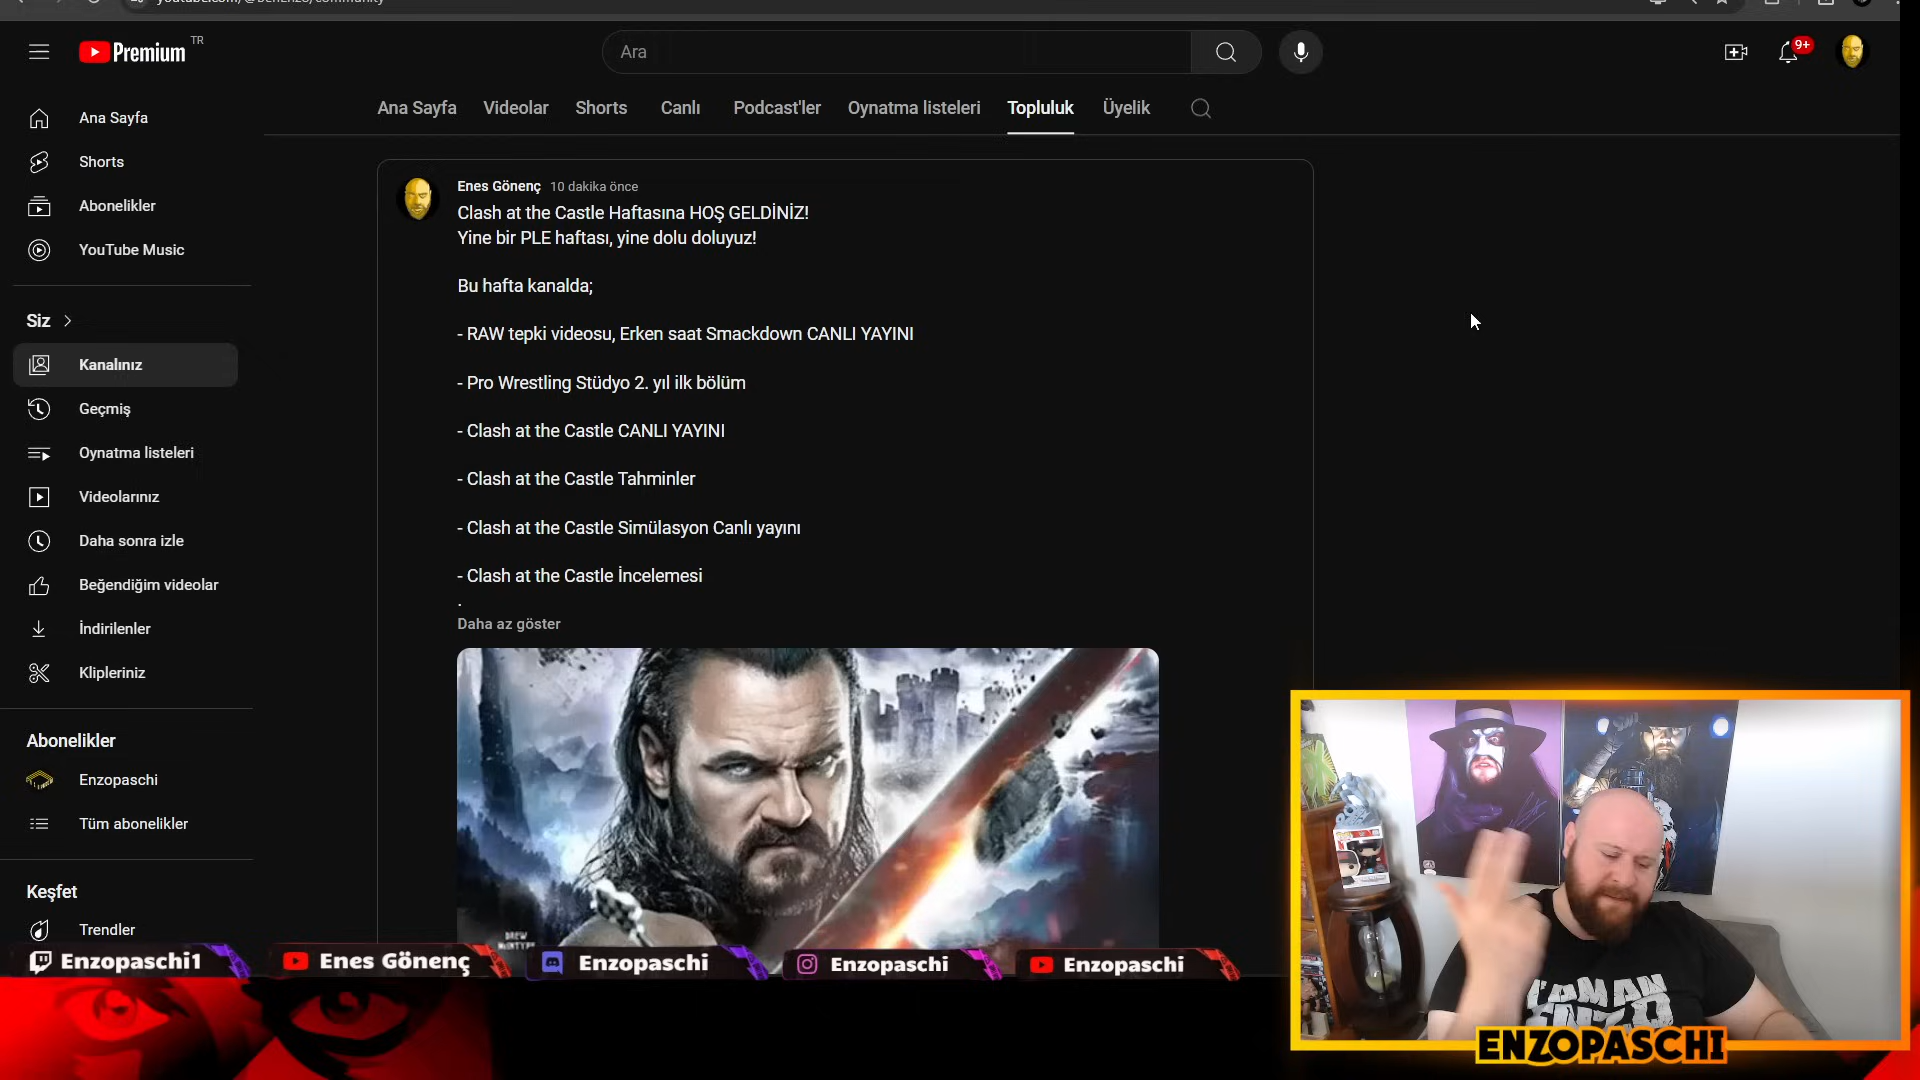 Premium TR
Ara
9+
Ana Sayfa
Shorts
Abonelikler
YouTube Music
Siz
Kanalınız
Geçmiş
Oynatma listeleri
Videolarınız
Daha sonra izle
Beğendiğim videolar
İndirilenler
Klipleriniz
Abonelikler
Enzopaschi
Tüm abonelikler
Keşfet
Trendler
Ana Sayfa Videolar Shorts Canlı Podcast'ler Oynatma listeleri Topluluk Üyelik
Enes Gönenç 10 dakika önce
Clash at the Castle Haftasına HOŞ GELDİNİZ!
Yine bir PLE haftası, yine dolu doluyuz!
Bu hafta kanalda;
- RAW tepki videosu, Erken saat Smackdown CANLI YAYINI
- Pro Wrestling Stüdyo 2. yıl ilk bölüm
- Clash at the Castle CANLI YAYINI
- Clash at the Castle Tahminler
- Clash at the Castle Simülasyon Canlı yayını
- Clash at the Castle İncelemesi
.
Daha az göster
DREW
McINTYRE
Enzopaschi1 Enes Gönenç Enzopaschi Enzopaschi Enzopaschi
ENZOPASCHI